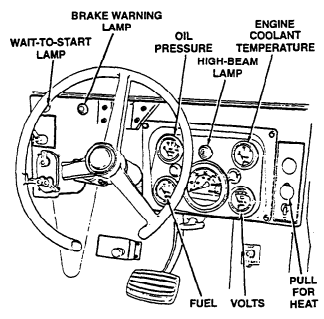 BRAKE WARNING
LAMP
WAIT-TO-START
LAMP
OIL
PRESSURE
HIGH-BEAM
LAMP
ENGINE
COOLANT
TEMPERATURE
FUEL
VOLTS
PULL
FOR
HEAT